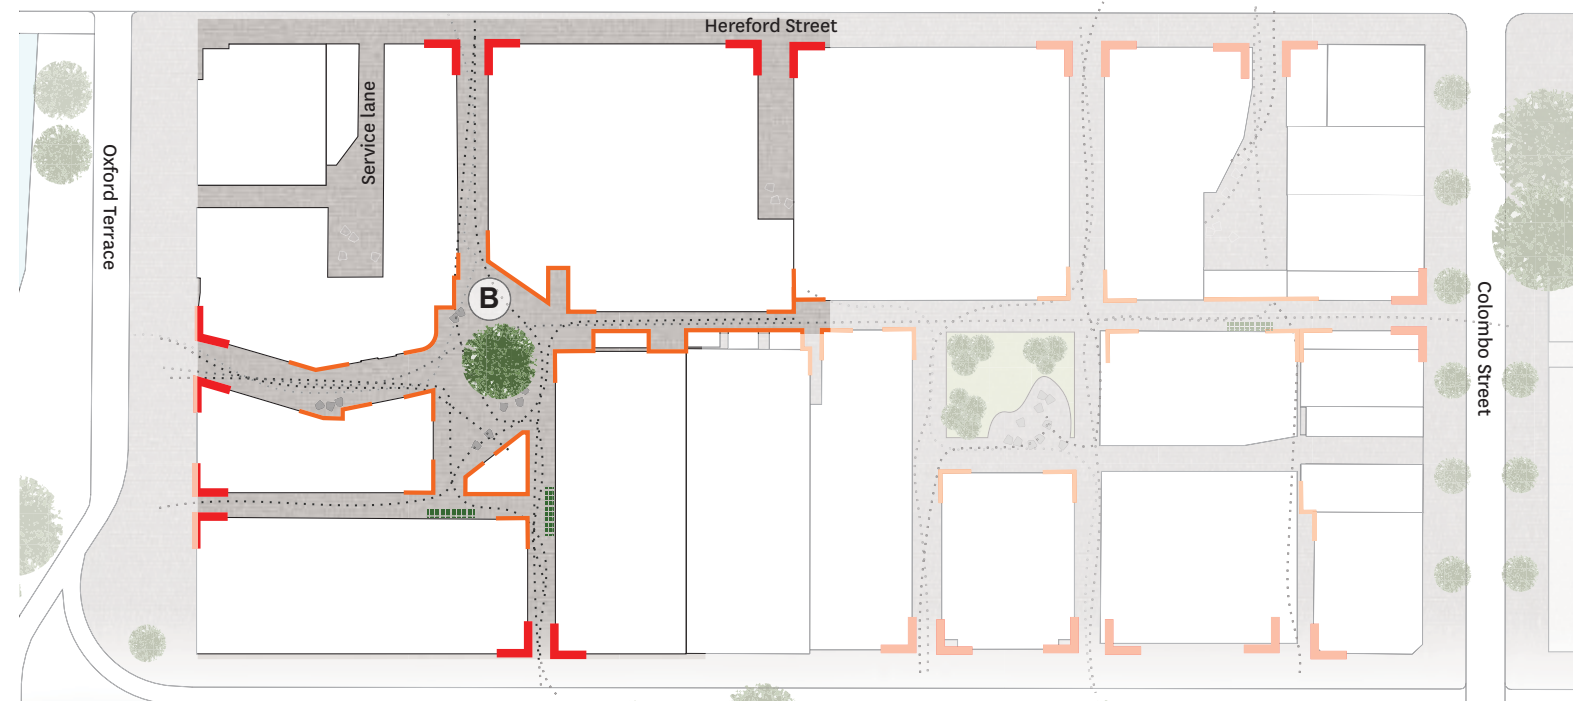 Hereford Street
Service lane
Oxford Terrace
B
Colombo Street